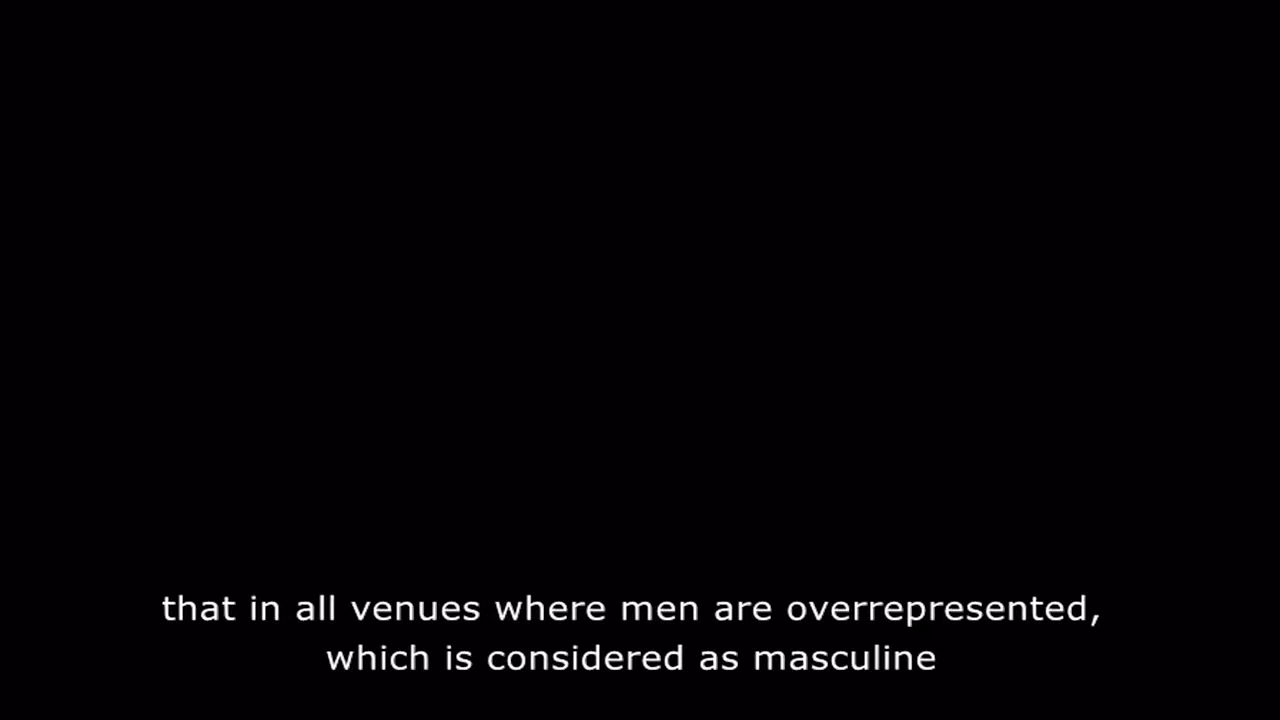 that in all venues where men are overrepresented,
which is considered as masculine